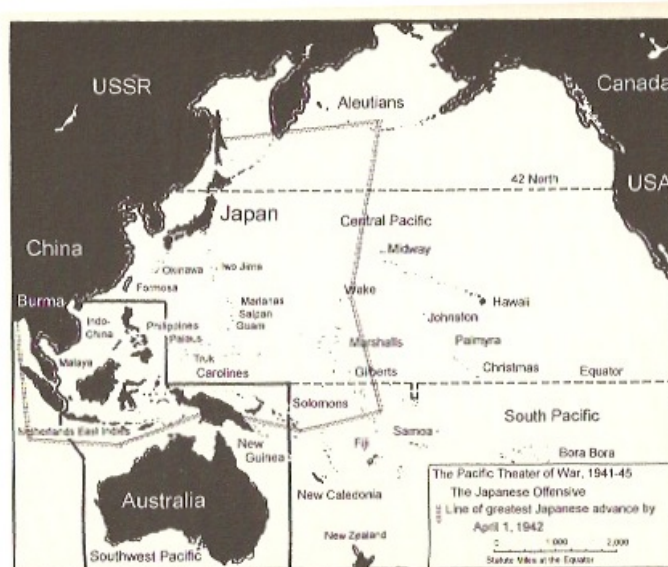 USSR
Canada
Aleutians
42 North
USA
Japan
Central Pacific
China
Midway
Okinawa
Iwo Jima
Formosa
Burma
Wake
Hawaii
Marianas
Saipan
Guam
Indo-
China
Philippines
Palaus
Johnston
Marshalls
Palmyra
Malaya
Truk
Carolines
Gilberts
Christmas
Equator
Solomons
South Pacific
Netherlands East Indies
Samoa
New
Guinea
Fiji
Bora Bora
Australia
New Caledonia
New Zealand
Southwest Pacific
The Pacific Theater of War, 1941-45
The Japanese Offensive
Line of greatest Japanese advance by
April 1, 1942
0 1,000 2,000
Statute Miles at the Equator